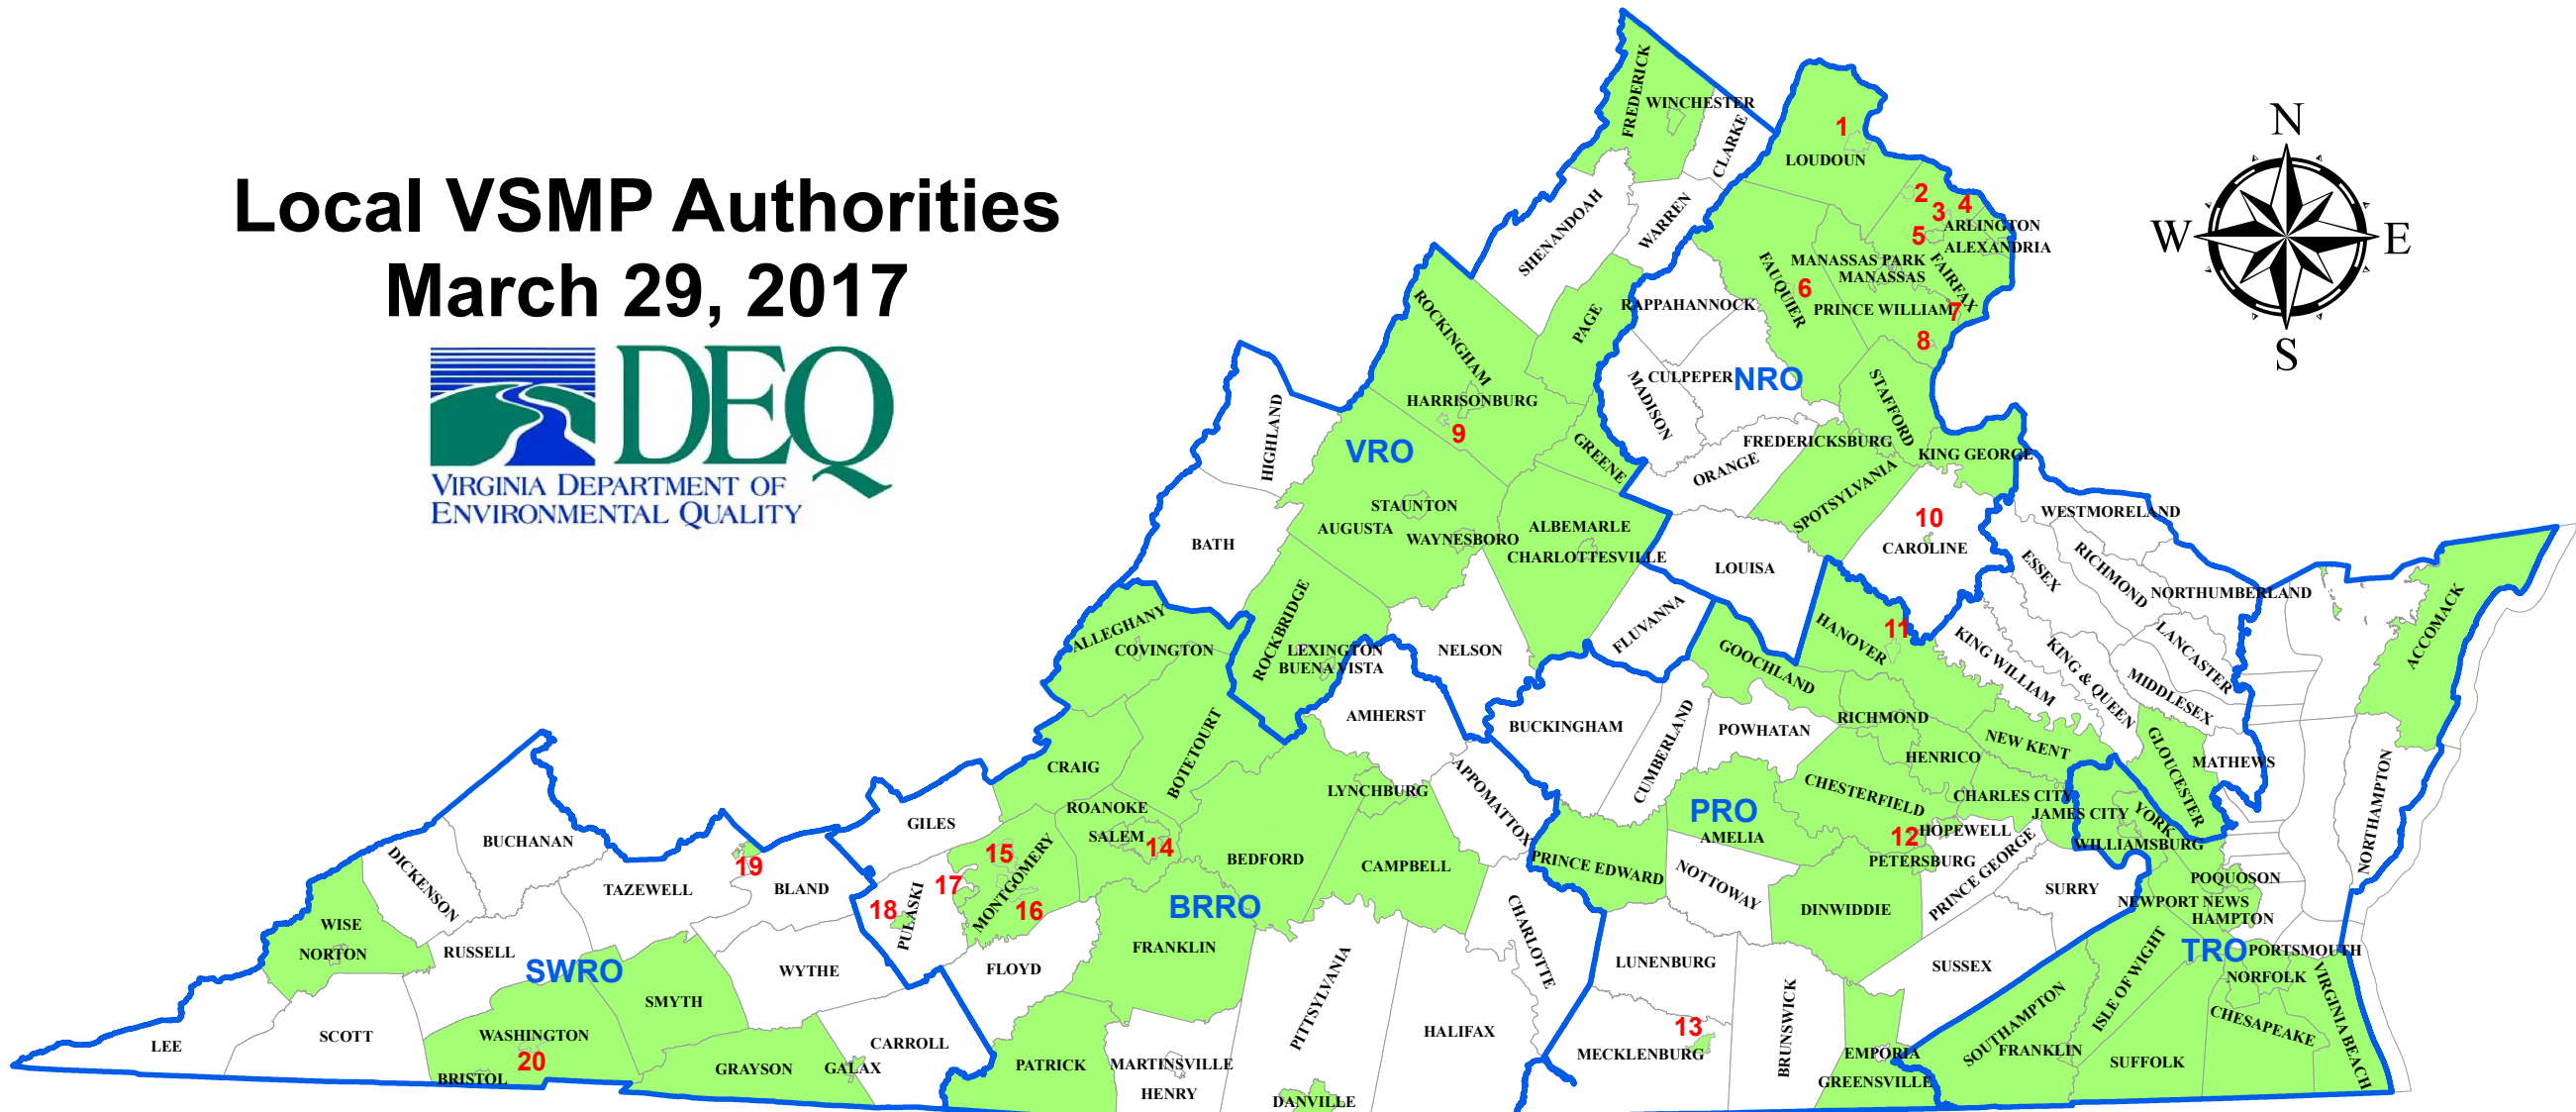 Local VSMP Authorities
March 29, 2017
DEQ
VIRGINIA DEPARTMENT OF
ENVIRONMENTAL QUALITY
N
W
E
S
FREDERICK
WINCHESTER
CLARKE
1
LOUDOUN
SHENANDOAH
WARREN
2
3
4
5
ARLINGTON
ALEXANDRIA
FAIRFAX
MANASSAS PARK
MANASSAS
FAUQUIER
6
PRINCE WILLIAM
7
8
RAPPAHANNOCK
PAGE
ROCKINGHAM
HARRISONBURG
9
VRO
HIGHLAND
GREENE
MADISON
CULPEPER
NRO
STAFFORD
FREDERICKSBURG
KING GEORGE
ORANGE
SPOTSYLVANIA
10
CAROLINE
STAUNTON
AUGUSTA
WAYNESBORO
ALBEMARLE
CHARLOTTESVILLE
BATH
LOUISA
WESTMORELAND
ESSEX
RICHMOND
NORTHUMBERLAND
LANCASTER
ACCOMACK
ALLEGHANY
COVINGTON
ROCKBRIDGE
LEXINGTON
BUENA VISTA
NELSON
FLUVANNA
HANOVER
11
KING WILLIAM
KING & QUEEN
MIDDLESEX
GOOCHLAND
AMHERST
BUCKINGHAM
CUMBERLAND
POWHATAN
RICHMOND
HENRICO
NEW KENT
GLOUCESTER
MATHEWS
NORTHAMPTON
CRAIG
BOTETOURT
ROANOKE
SALEM
14
LYNCHBURG
APPOMATTOX
BEDFORD
CAMPBELL
PRINCE EDWARD
PRO
AMELIA
CHESTERFIELD
CHARLES CITY
JAMES CITY
YORK
WILLIAMSBURG
12
HOPEWELL
PETERSBURG
PRINCE GEORGE
SURRY
POQUOSON
NEWPORT NEWS
HAMPTON
GILES
15
MONTGOMERY
16
17
18
PULASKI
BUCHANAN
DICKENSON
TAZEWELL
19
BLAND
WISE
NORTON
RUSSELL
SWRO
WYTHE
FLOYD
FRANKLIN
BRRO
PITTSYLVANIA
CHARLOTTE
NOTTOWAY
DINWIDDIE
LUNENBURG
SUSSEX
ISLE OF WIGHT
TRO
PORTSMOUTH
NORFOLK
VIRGINIA BEACH
CHESAPEAKE
LEE
SCOTT
WASHINGTON
20
BRISTOL
SMYTH
GRAYSON
GALAX
CARROLL
PATRICK
MARTINSVILLE
HENRY
DANVILLE
HALIFAX
13
MECKLENBURG
BRUNSWICK
EMPORIA
GREENSVILLE
SOUTHAMPTON
FRANKLIN
SUFFOLK